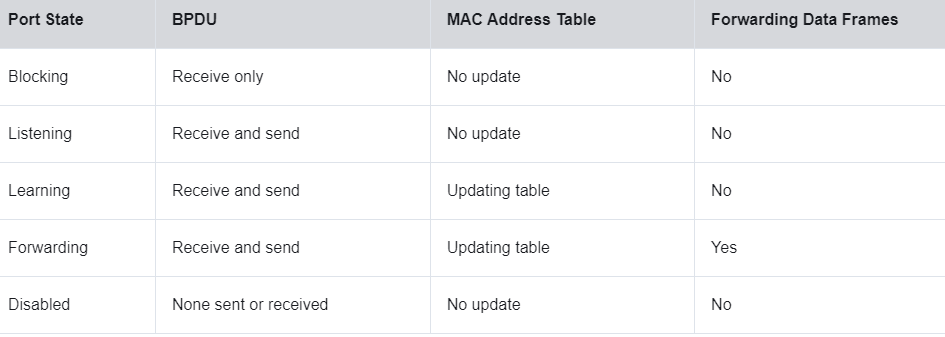 Port State BPDU MAC Address Table Forwarding Data Frames
Blocking Receive only No update No
Listening Receive and send No update No
Learning Receive and send Updating table No
Forwarding Receive and send Updating table Yes
Disabled None sent or received No update No